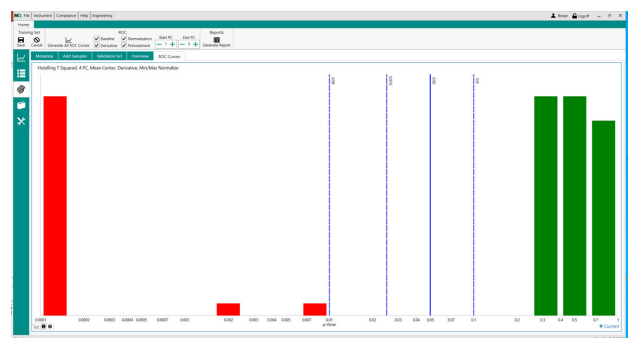 File Instrument Compliance Help Engineering
Logoff
Home
Training Set ROC Reports
Baseline Normalization Start PC End PC
Derivative Pretreatment 1 1
Save Cancel Generate All ROC Curves Generate Report
Metadata Add Samples Validation Set Overview ROC Curves
Hotelling T Squared, 4 PC, Mean Center, Derivative, Min/Max Normalize
0.0001 0.0002 0.0003 0.0004 0.0005 0.0007 0.001 0.002 0.003 0.004 0.005 0.007 0.01 0.02 0.03 0.04 0.05 0.07 0.1 0.2 0.3 0.4 0.5 0.7 1
p-Value
Current